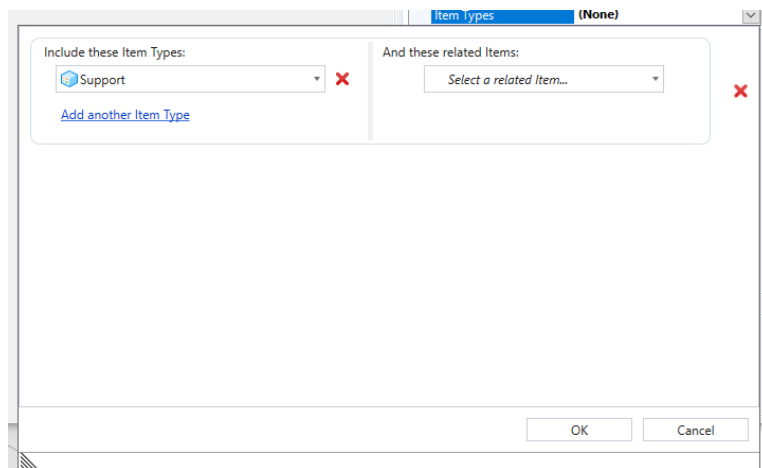 Item Types (None)
Include these Item Types:
And these related Items:
Support
Select a related Item...
Add another Item Type
OK
Cancel